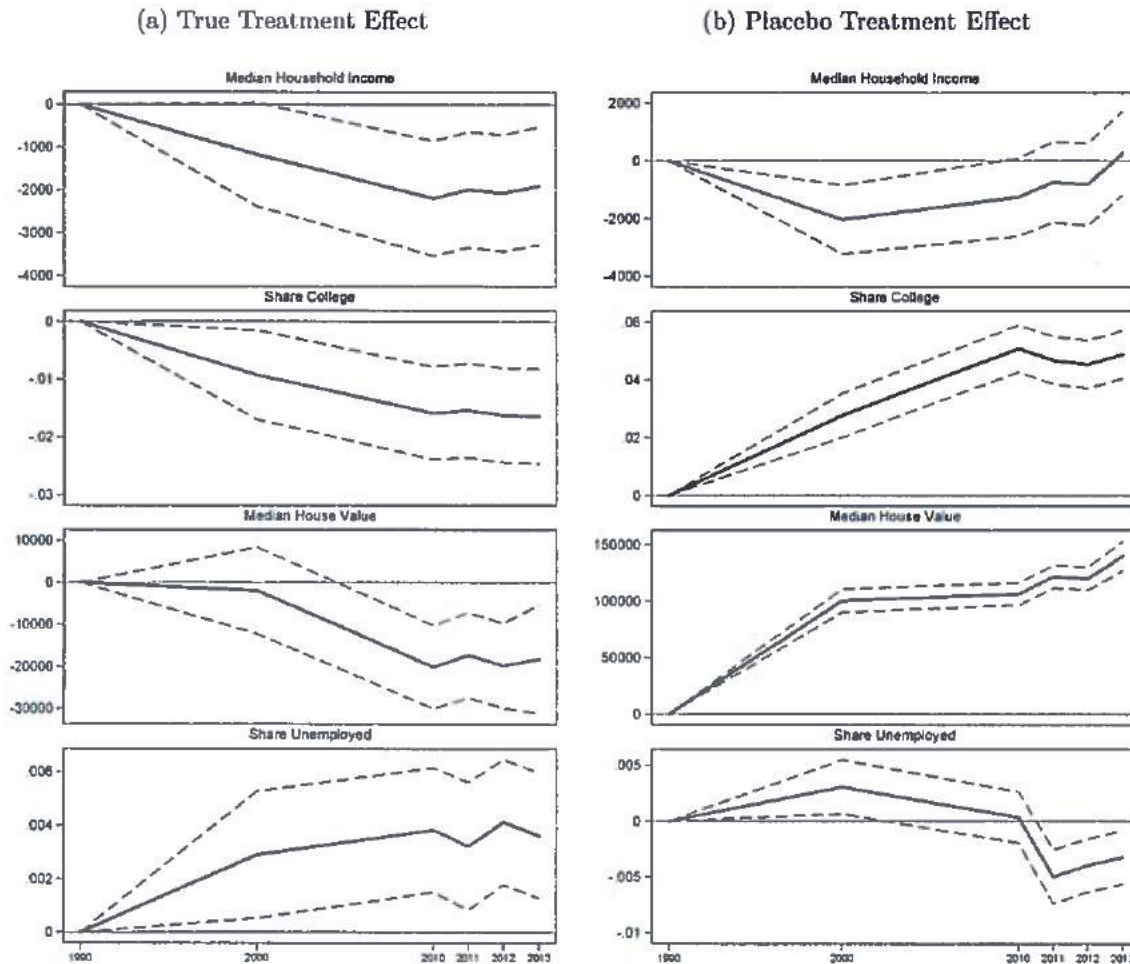 (a) True Treatment Effect
Median Household Income
0
-1000
-2000
-3000
-4000
Share College
0
-.01
-.02
-.03
Median House Value
10000
0
-10000
-20000
-30000
Share Unemployed
.006
.004
.002
0
1990 2000 2010 2011 2012 2013
(b) Placebo Treatment Effect
Median Household Income
2000
0
-2000
-4000
Share College
.06
.04
.02
0
Median House Value
150000
100000
50000
0
Share Unemployed
.005
0
-.005
-.01
1990 2000 2010 2011 2012